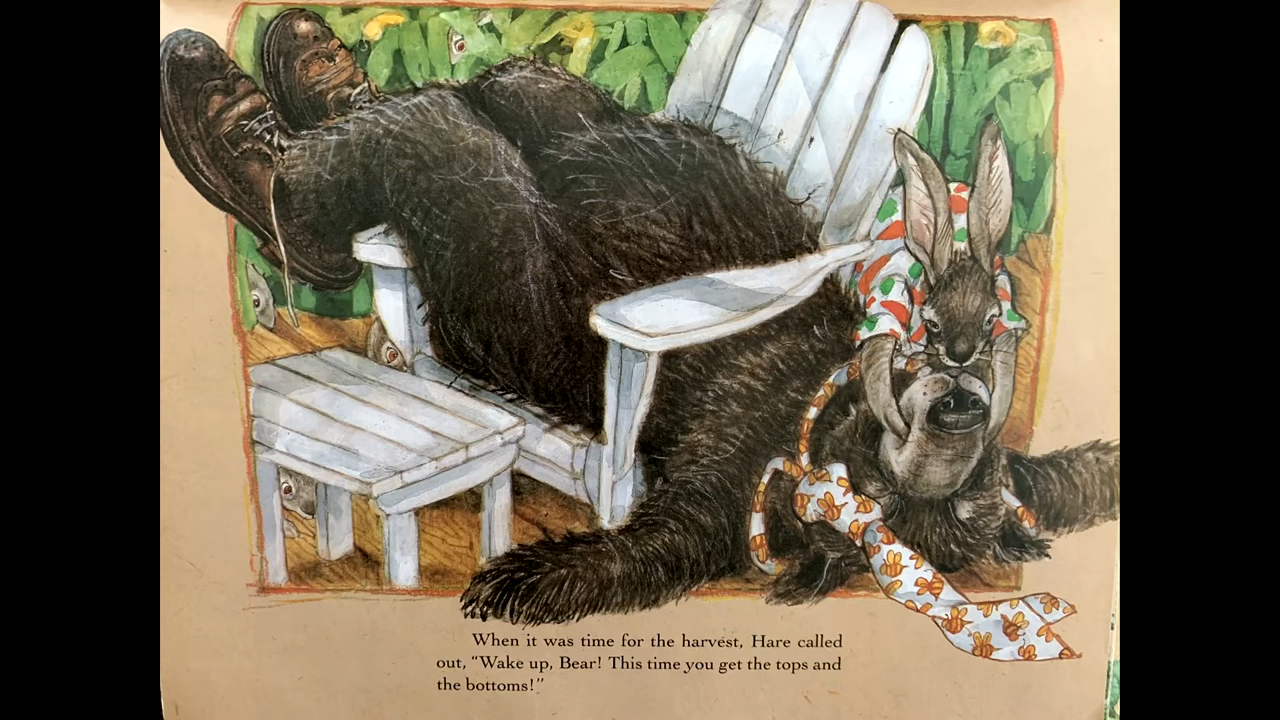 When it was time for the harvest, Hare called
out, “Wake up, Bear! This time you get the tops and
the bottoms!”